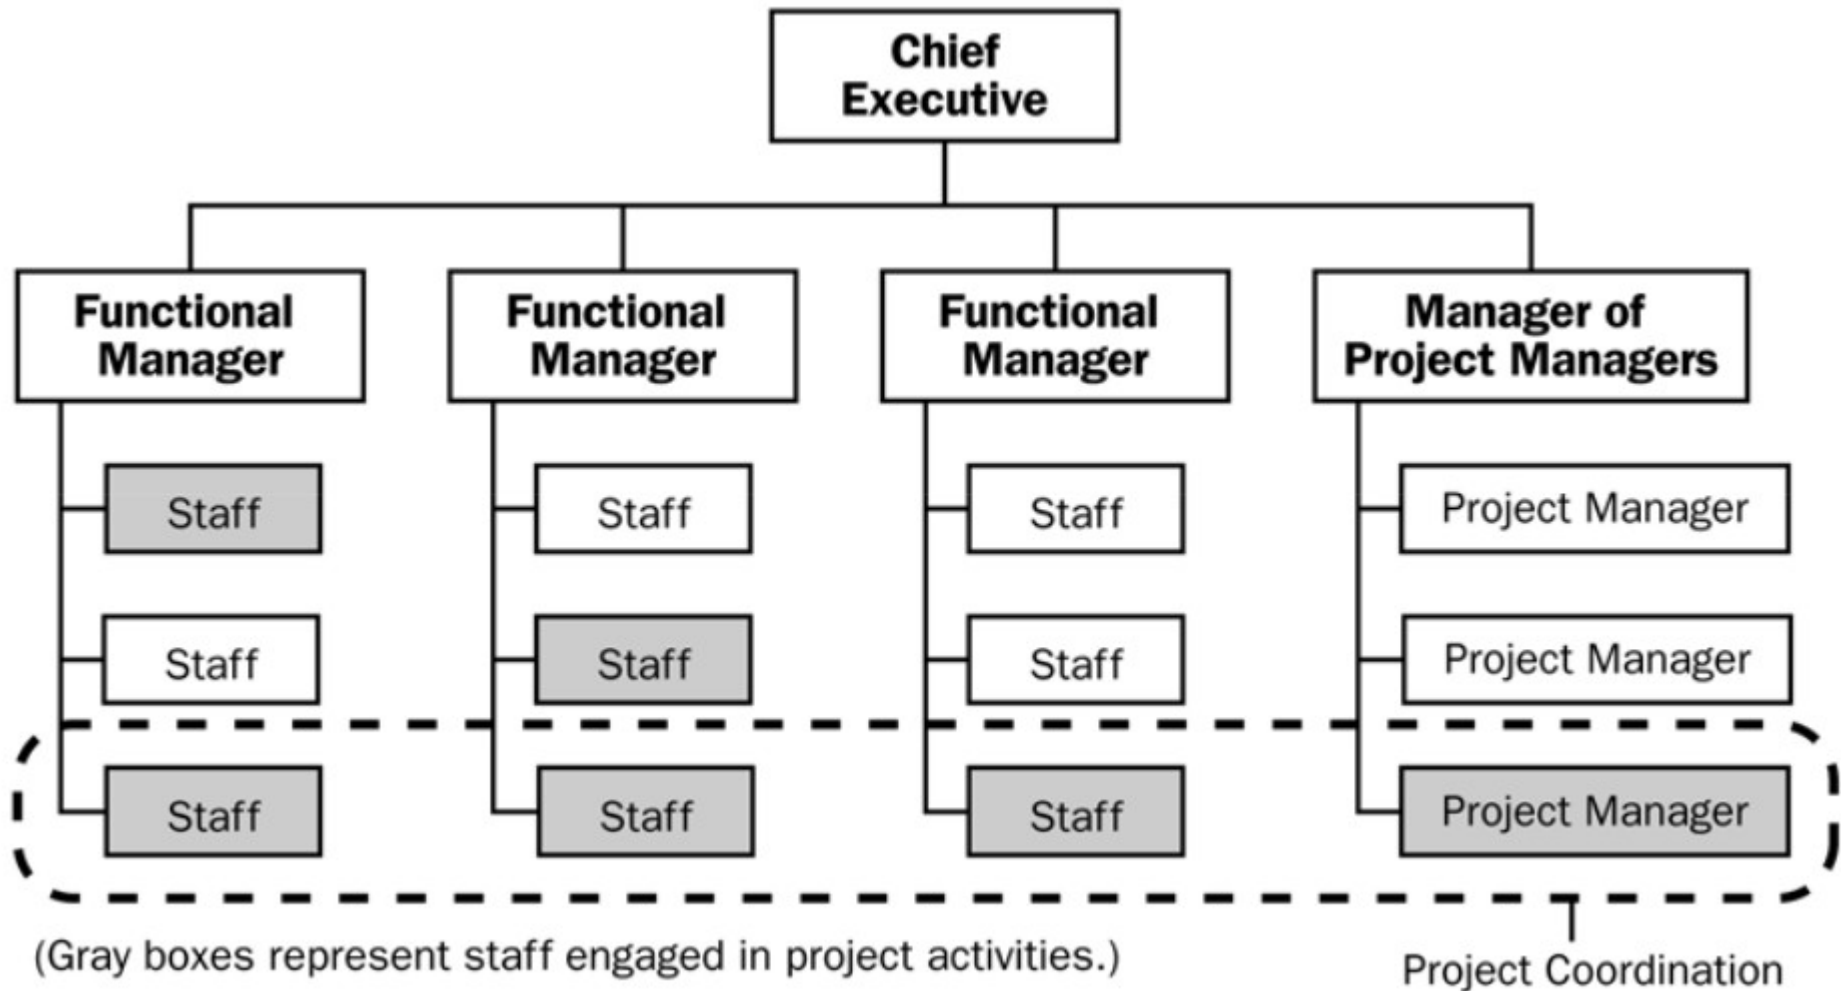 Chief
Executive
Functional
Manager
Functional
Manager
Functional
Manager
Manager of
Project Managers
Staff
Staff
Staff
Project Manager
Staff
Staff
Staff
Project Manager
Staff
Staff
Staff
Project Manager
(Gray boxes represent staff engaged in project activities.)
Project Coordination